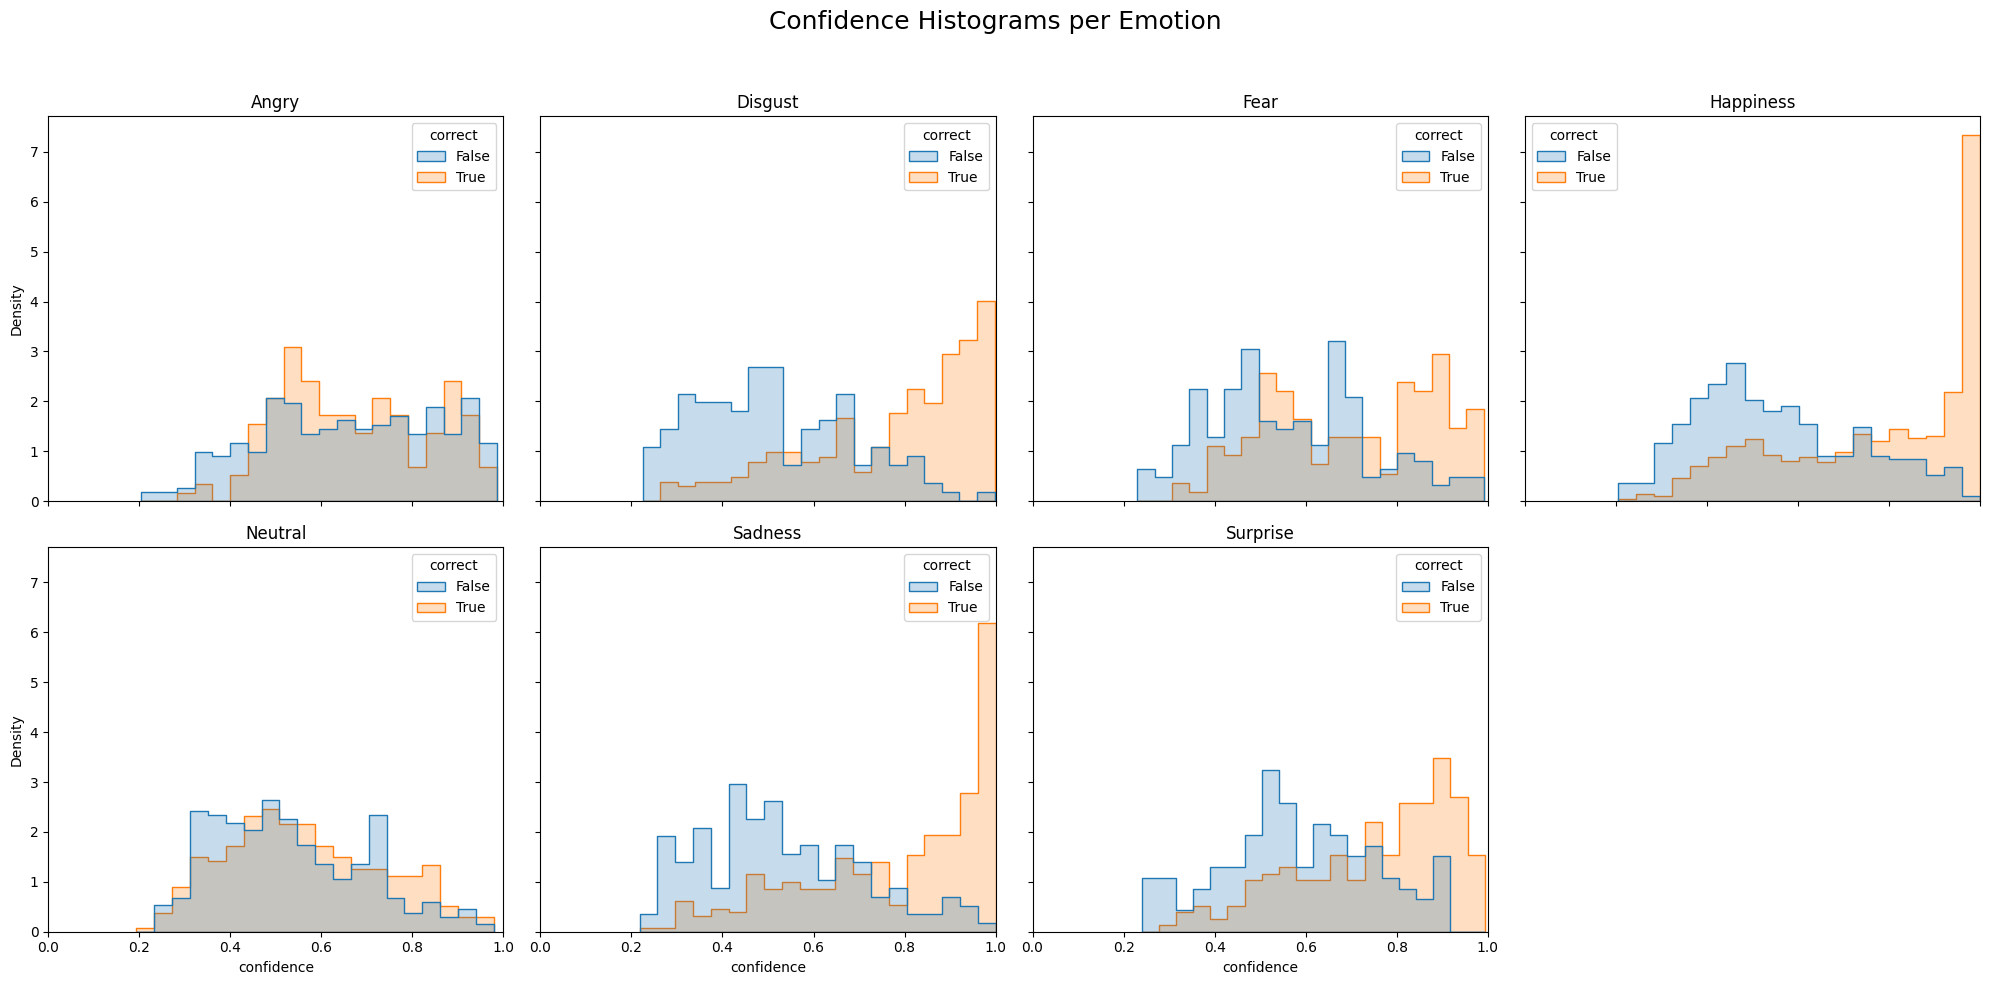 Confidence Histograms per Emotion
Angry
correct
False
True
Density
7
6
5
4
3
2
1
0
Disgust
correct
False
True
Fear
correct
False
True
Happiness
correct
False
True
Neutral
correct
False
True
Density
7
6
5
4
3
2
1
0
0.0 0.2 0.4 0.6 0.8 1.0
confidence
Sadness
correct
False
True
0.0 0.2 0.4 0.6 0.8 1.0
confidence
Surprise
correct
False
True
0.0 0.2 0.4 0.6 0.8 1.0
confidence